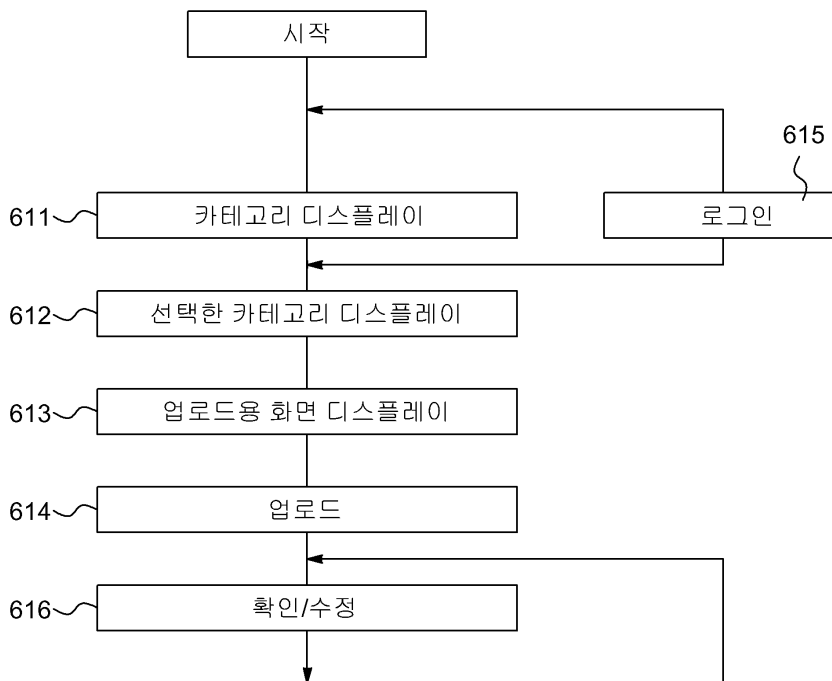 시작
615
611
카테고리 디스플레이
로그인
612
선택한 카테고리 디스플레이
613
업로드용 화면 디스플레이
614
업로드
616
확인/수정